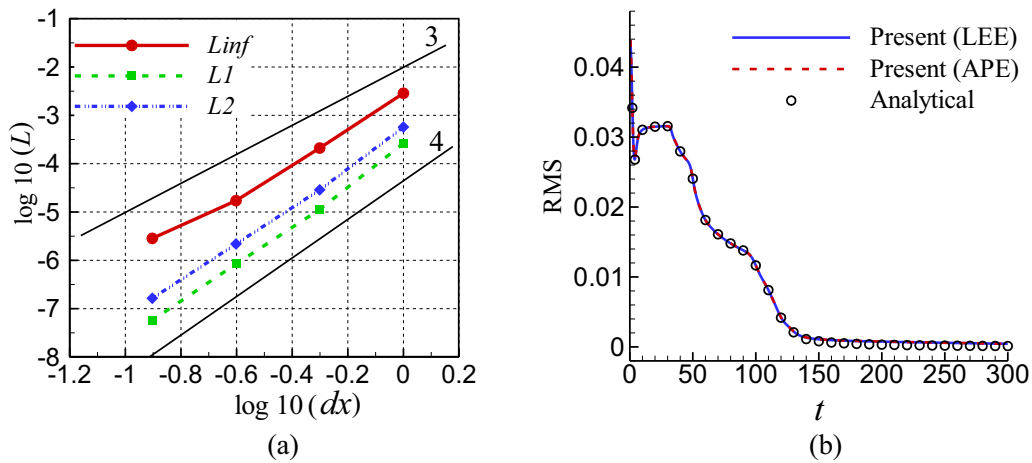 -1
-2
-3
-4
-5
-6
-7
-8
log 10 (L)
3
4
Linf
L1
L2
-1.2 -1 -0.8 -0.6 -0.4 -0.2 0 0.2
log 10 (dx)
(a)
0.04
0.03
0.02
0.01
0
RMS
Present (LEE)
Present (APE)
Analytical
0 50 100 150 200 250 300
t
(b)